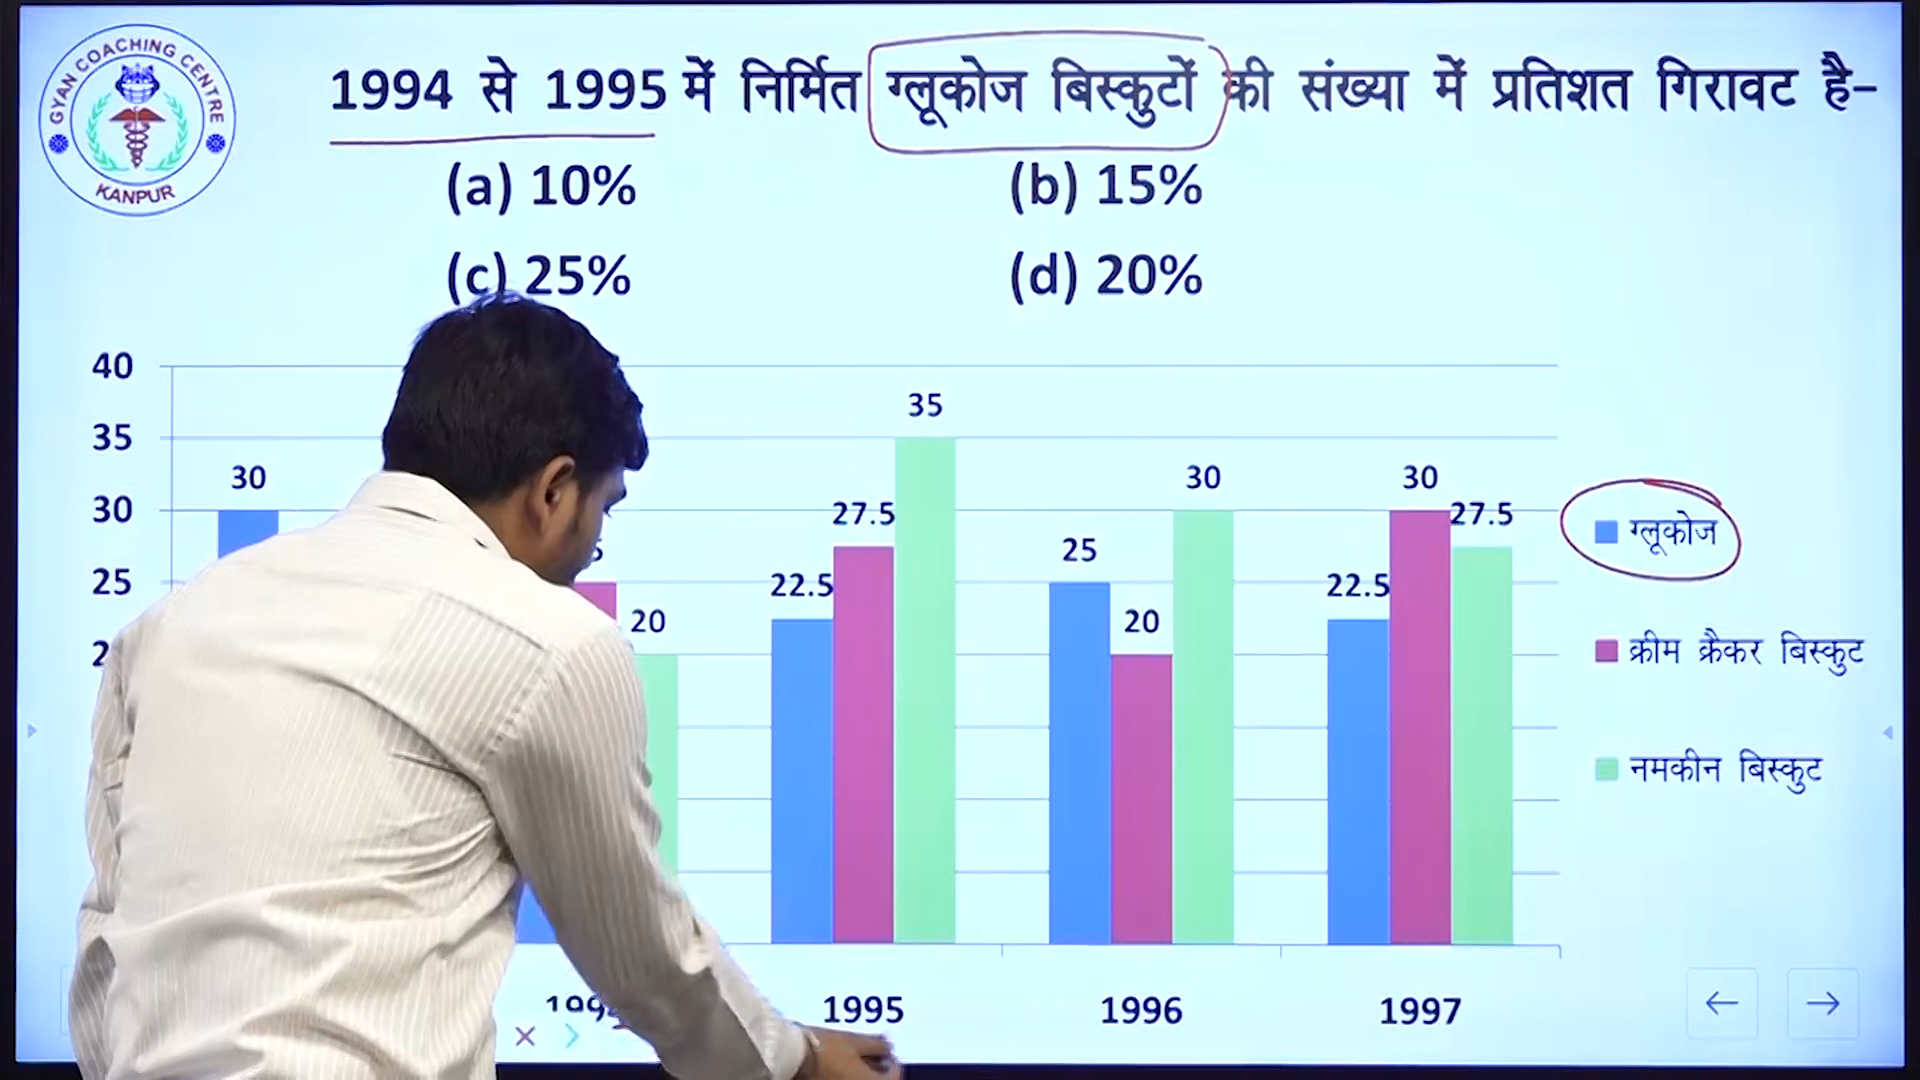 GYAN COACHING CENTRE
KANPUR
1994 से 1995 में निर्मित ग्लूकोज बिस्कुटों की संख्या में प्रतिशत गिरावट है–
(a) 10% (b) 15%
(c) 25% (d) 20%
40
35
35
30 30 30
30 27.5 27.5
25 ग्लूकोज
25 22.5 22.5
20 20
क्रीम क्रैकर बिस्कुट
नमकीन बिस्कुट
1995 1996 1997